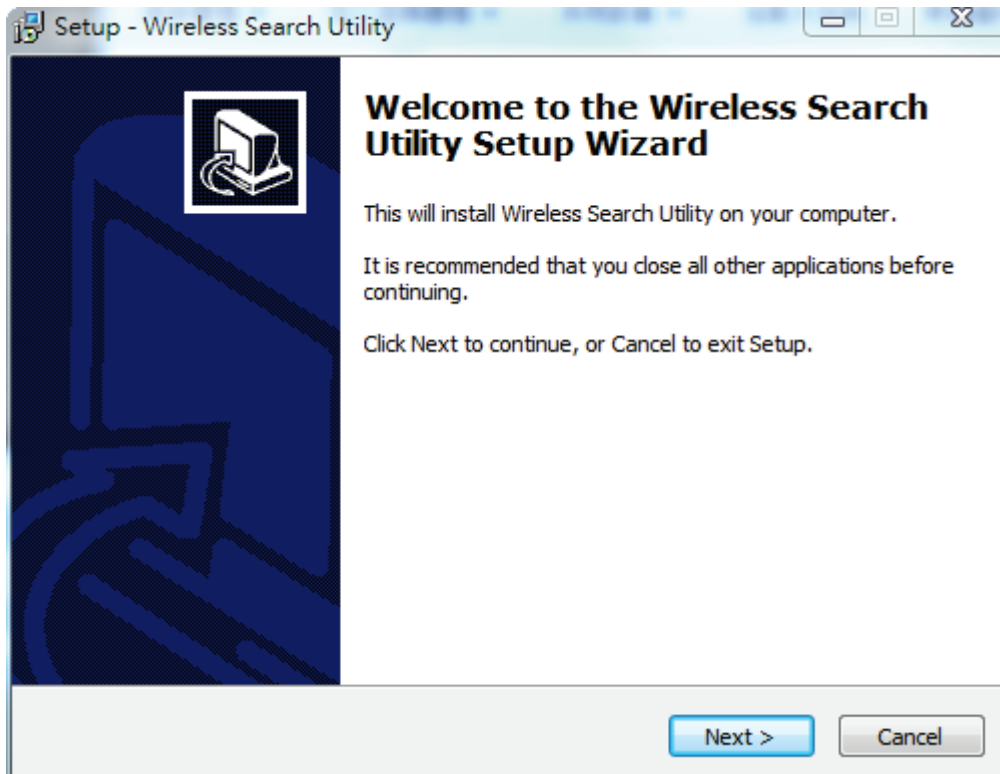 Setup - Wireless Search Utility
Welcome to the Wireless Search
Utility Setup Wizard
This will install Wireless Search Utility on your computer.
It is recommended that you close all other applications before
continuing.
Click Next to continue, or Cancel to exit Setup.
Next >
Cancel